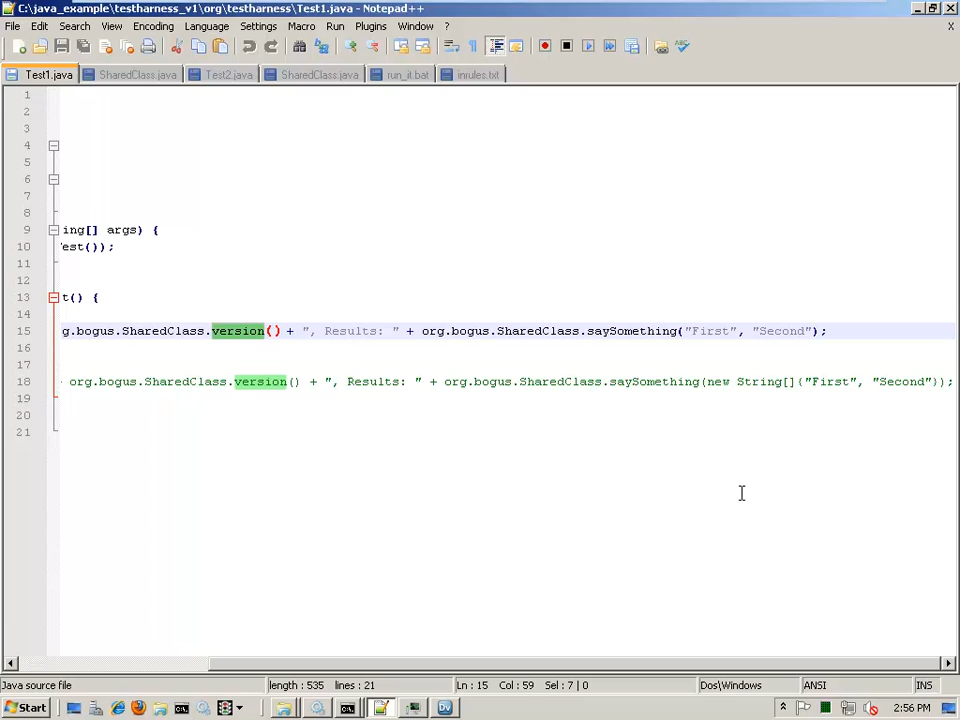 C:\java_example\testharness_v1\org\testharness\Test1.java - Notepad++
File Edit Search View Encoding Language Settings Macro Run Plugins Window ? X
Test1.java SharedClass.java Test2.java SharedClass.java run_it.bat inrules.txt
1
2
3
4
5
6
7
8
9 ing[] args) {
10 est());
11
12
13 t() {
14
15 g.bogus.SharedClass.version() + ", Results: " + org.bogus.SharedClass.saySomething("First", "Second");
16
17
18 org.bogus.SharedClass.version() + ", Results: " + org.bogus.SharedClass.saySomething(new String[]("First", "Second"));
19
20
21
Java source file length : 535 lines : 21 Ln : 15 Col : 59 Sel : 7 | 0 Dos\Windows ANSI INS
Start Dv 2:56 PM